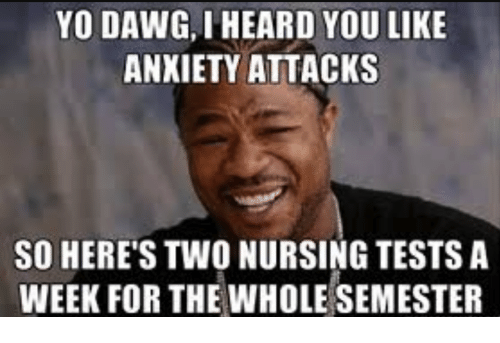 YO DAWG, I HEARD YOU LIKE
ANXIETY ATTACKS
SO HERE'S TWO NURSING TESTS A
WEEK FOR THE WHOLE SEMESTER